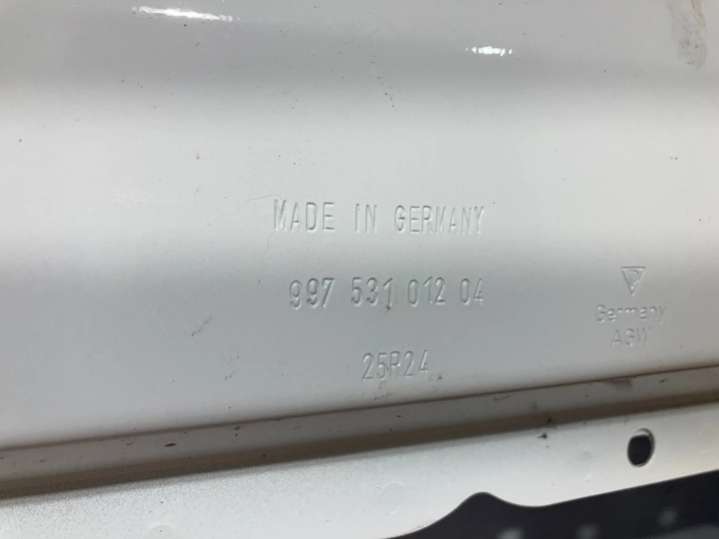 MADE IN GERMANY
997 531 012 04
Germany
AGW
25R24